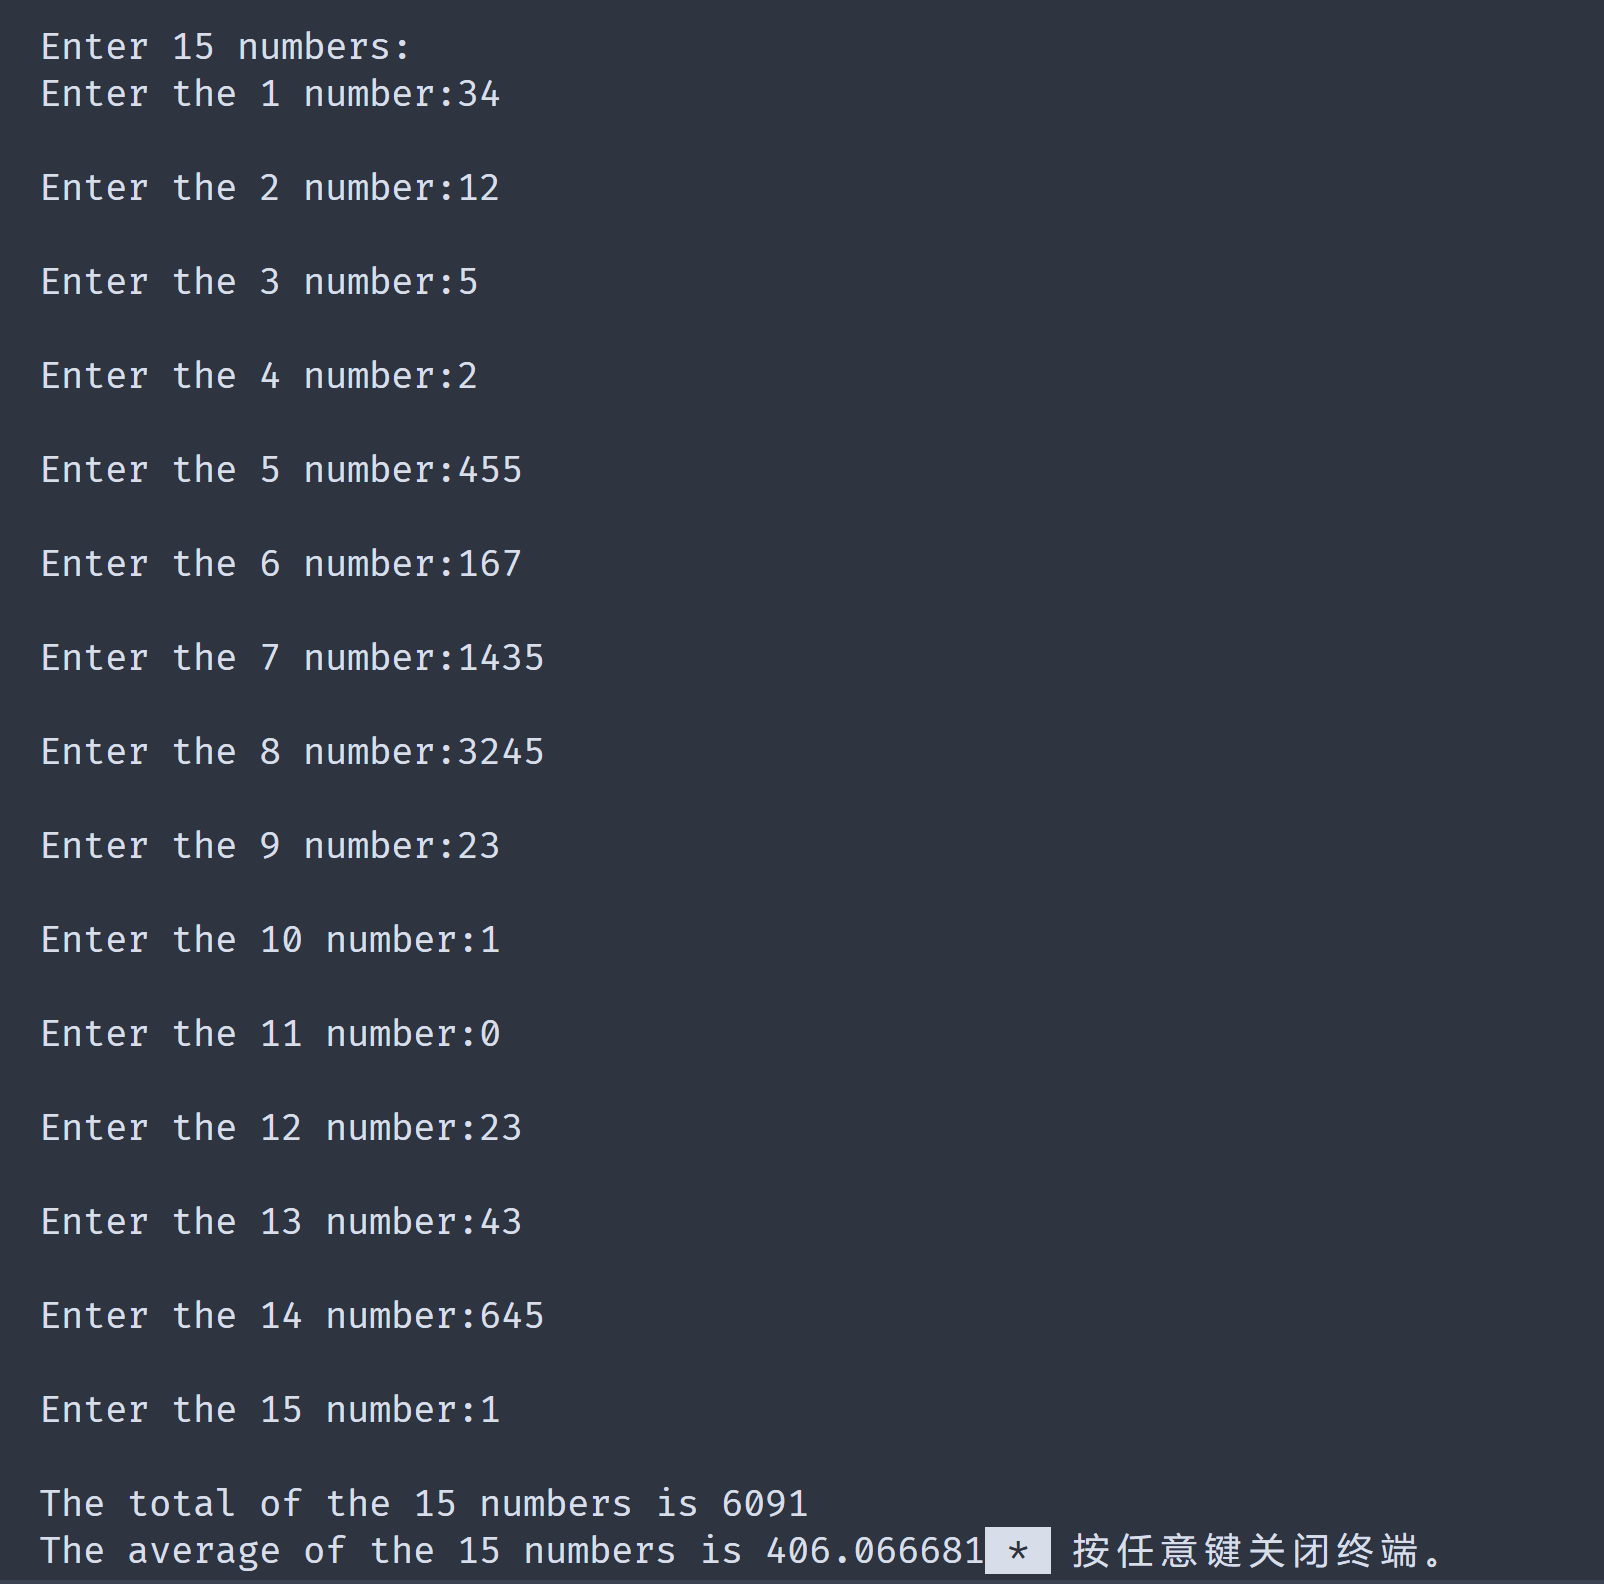 Enter 15 numbers:
Enter the 1 number:34
Enter the 2 number:12
Enter the 3 number:5
Enter the 4 number:2
Enter the 5 number:455
Enter the 6 number:167
Enter the 7 number:1435
Enter the 8 number:3245
Enter the 9 number:23
Enter the 10 number:1
Enter the 11 number:0
Enter the 12 number:23
Enter the 13 number:43
Enter the 14 number:645
Enter the 15 number:1
The total of the 15 numbers is 6091
The average of the 15 numbers is 406.066681 * 按任意键关闭终端。